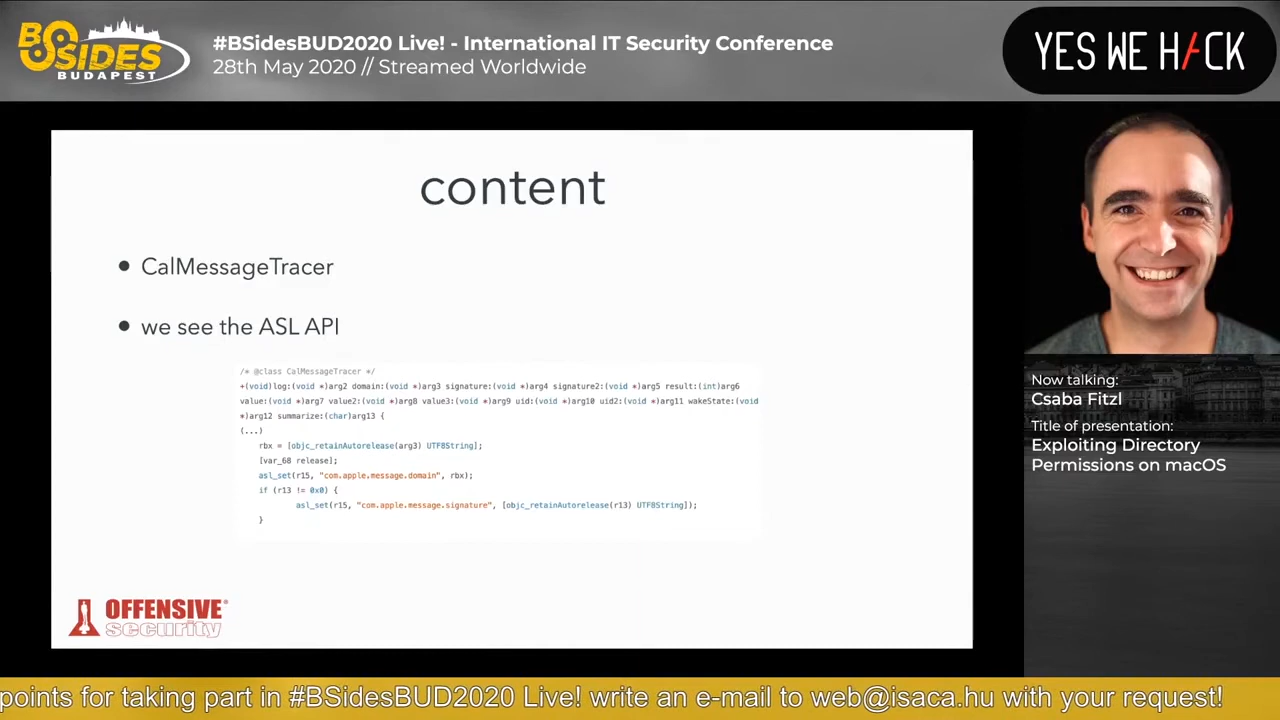 BSIDES
BUDAPEST
#BSidesBUD2020 Live! - International IT Security Conference
28th May 2020 // Streamed Worldwide
YES WE H/CK
content
• CalMessageTracer
• we see the ASL API
/* @class CalMessageTracer */
+(void)log:(void *)arg2 domain:(void *)arg3 signature:(void *)arg4 signature2:(void *)arg5 result:(int)arg6
value:(void *)arg7 value2:(void *)arg8 value3:(void *)arg9 uid:(void *)arg10 uid2:(void *)arg11 wakeState:(void
*)arg12 summarize:(char)arg13 {
(...)
rbx = [objc_retainAutorelease(arg3) UTF8String];
[var_68 release];
asl_set(r15, "com.apple.message.domain", rbx);
if (r13 != 0x0) {
asl_set(r15, "com.apple.message.signature", [objc_retainAutorelease(r13) UTF8String]);
}
OFFENSIVE®
security
Now talking:
Csaba Fitzl
Title of presentation:
Exploiting Directory
Permissions on macOS
points for taking part in #BSidesBUD2020 Live! write an e-mail to web@isaca.hu with your request!